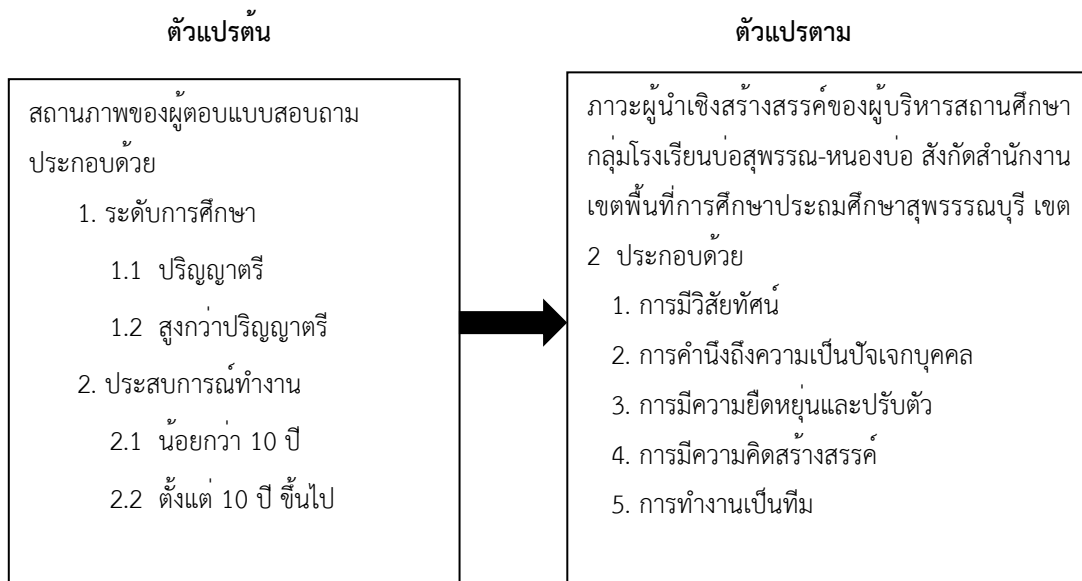 ตัวแปรต้น
สถานภาพของผู้ตอบแบบสอบถาม
ประกอบด้วย
1. ระดับการศึกษา
1.1 ปริญญาตรี
1.2 สูงกว่าปริญญาตรี
2. ประสบการณ์ทำงาน
2.1 น้อยกว่า 10 ปี
2.2 ตั้งแต่ 10 ปี ขึ้นไป
ตัวแปรตาม
ภาวะผู้นำเชิงสร้างสรรค์ของผู้บริหารสถานศึกษา
กลุ่มโรงเรียนบ่อสุพรรณ-หนองบ่อ สังกัดสำนักงาน
เขตพื้นที่การศึกษาประถมศึกษาสุพรรรณบุรี เขต
2 ประกอบด้วย
1. การมีวิสัยทัศน์
2. การคำนึงถึงความเป็นปัจเจกบุคคล
3. การมีความยืดหยุ่นและปรับตัว
4. การมีความคิดสร้างสรรค์
5. การทำงานเป็นทีม